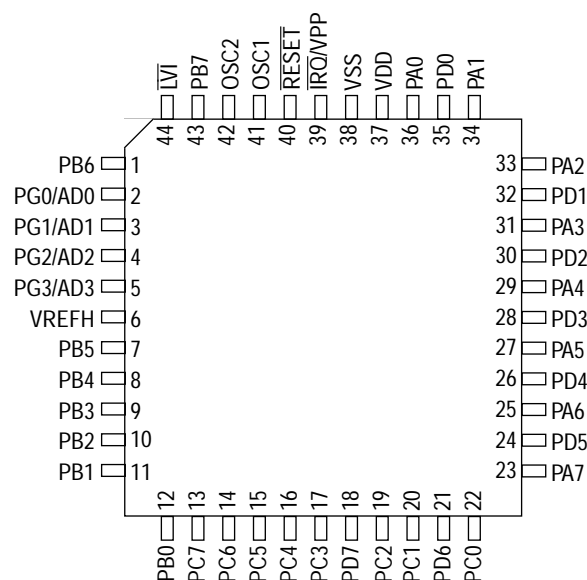 LVI
PB7
OSC2
OSC1
RESET
IRQ/VPP
VSS
VDD
PA0
PD0
PA1
44
43
42
41
40
39
38
37
36
35
34
PB6 1
PG0/AD0 2
PG1/AD1 3
PG2/AD2 4
PG3/AD3 5
VREFH 6
PB5 7
PB4 8
PB3 9
PB2 10
PB1 11
33 PA2
32 PD1
31 PA3
30 PD2
29 PA4
28 PD3
27 PA5
26 PD4
25 PA6
24 PD5
23 PA7
12
13
14
15
16
17
18
19
20
21
22
PB0
PC7
PC6
PC5
PC4
PC3
PD7
PC2
PC1
PD6
PC0